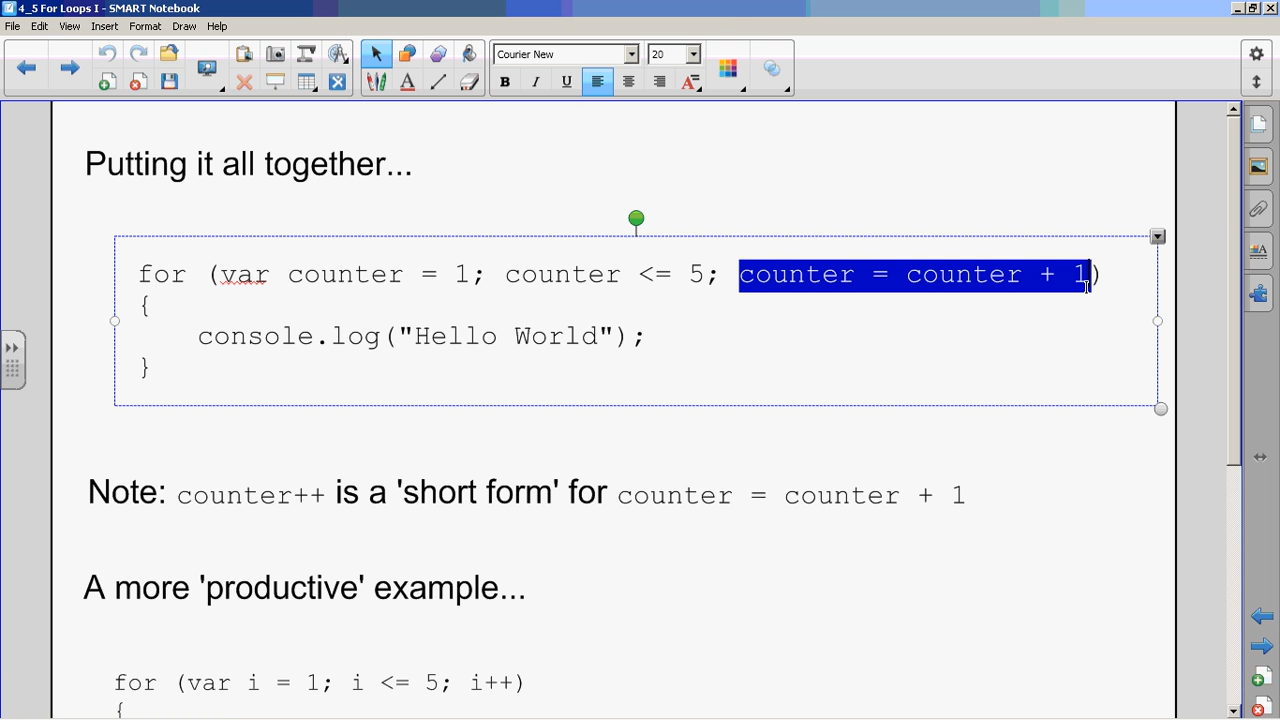 4_5 For Loops I - SMART Notebook
File Edit View Insert Format Draw Help
Courier New 20
B I U A
Putting it all together...
for (var counter = 1; counter <= 5; counter = counter + 1)
{
console.log("Hello World");
}
Note: counter++ is a 'short form' for counter = counter + 1
A more 'productive' example...
for (var i = 1; i <= 5; i++)
{